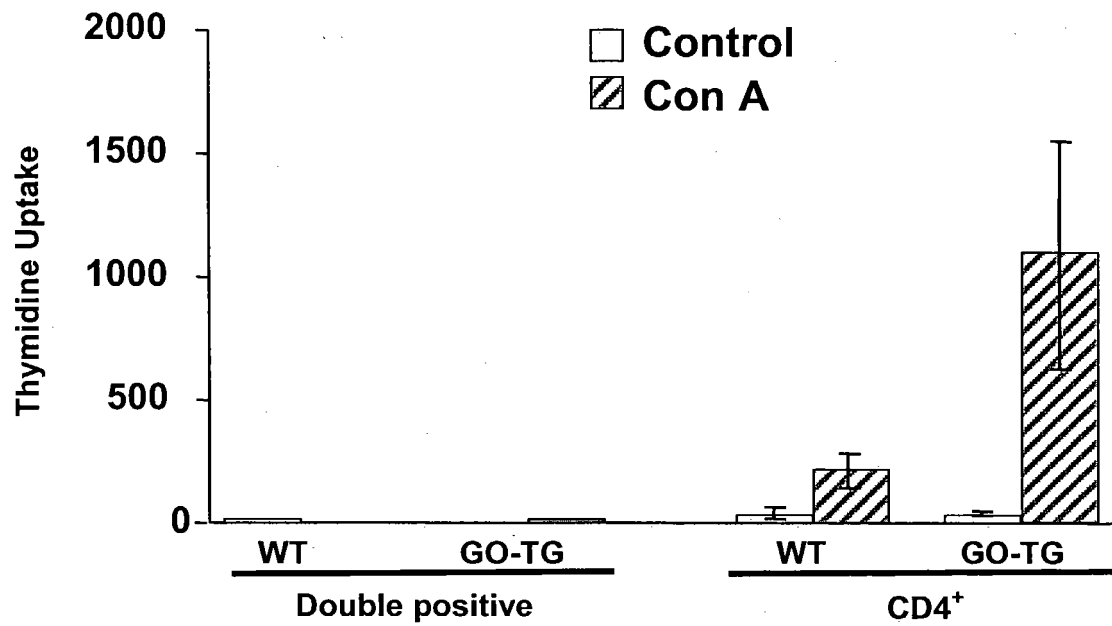 2000
1500
1000
500
0
Thymidine Uptake
Control
Con A
WT GO-TG WT GO-TG
Double positive CD4⁺